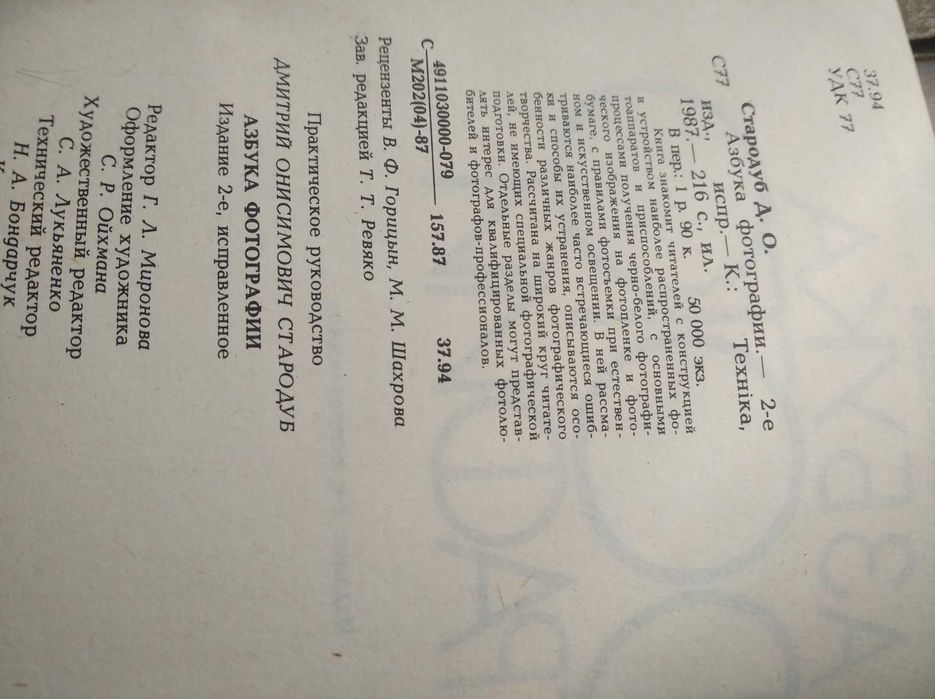 37.94
С77
УДК 77
Стародуб Д. О.
С77 Азбука фотографии.— 2-е
изд., испр.— К.: Техніка,
1987.— 216 с., ил.
В пер.: 1 р. 90 к. 50 000 экз.
Книга знакомит читателей с конструкцией
и устройством наиболее распространенных фо-
тоаппаратов и приспособлений, с основными
процессами получения черно-белого фотографи-
ческого изображения на фотопленке и фото-
бумаге, с правилами фотосъемки при естествен-
ном и искусственном освещении. В ней рассма-
триваются наиболее часто встречающиеся ошиб-
ки и способы их устранения, описываются осо-
бенности различных жанров фотографического
творчества. Рассчитана на широкий круг читате-
лей, не имеющих специальной фотографической
подготовки. Отдельные разделы могут представ-
лять интерес для квалифицированных фотолю-
бителей и фотографов-профессионалов.
С 4911030000-079 157.87 37.94
М202(04)-87
Рецензенты В. Ф. Горицын, М. М. Шахрова
Зав. редакцией Т. Т. Ревяко
Практическое руководство
ДМИТРИЙ ОНИСИМОВИЧ СТАРОДУБ
АЗБУКА ФОТОГРАФИИ
Издание 2-е, исправленное
Редактор Г. Л. Миронова
Оформление художника
С. Р. Ойхмана
Художественный редактор
С. А. Лукьяненко
Технический редактор
Н. А. Бондарчук